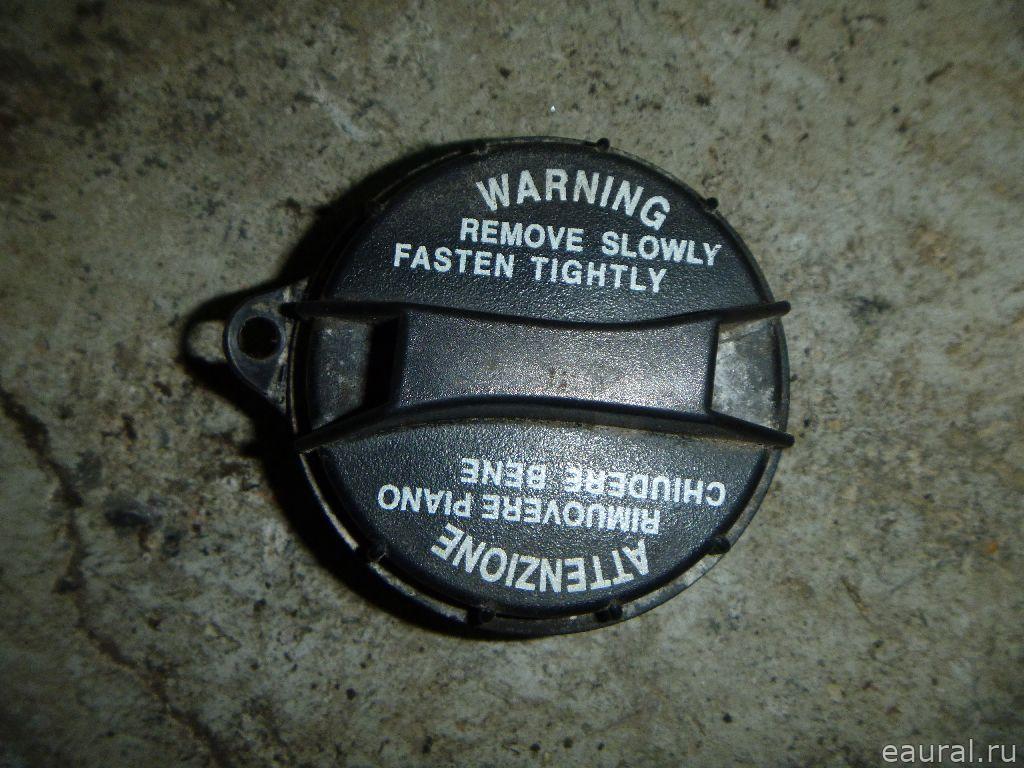 WARNING
REMOVE SLOWLY
FASTEN TIGHTLY
ATTENZIONE
RIMUOVERE PIANO
CHIUDERE BENE
eaural.ru